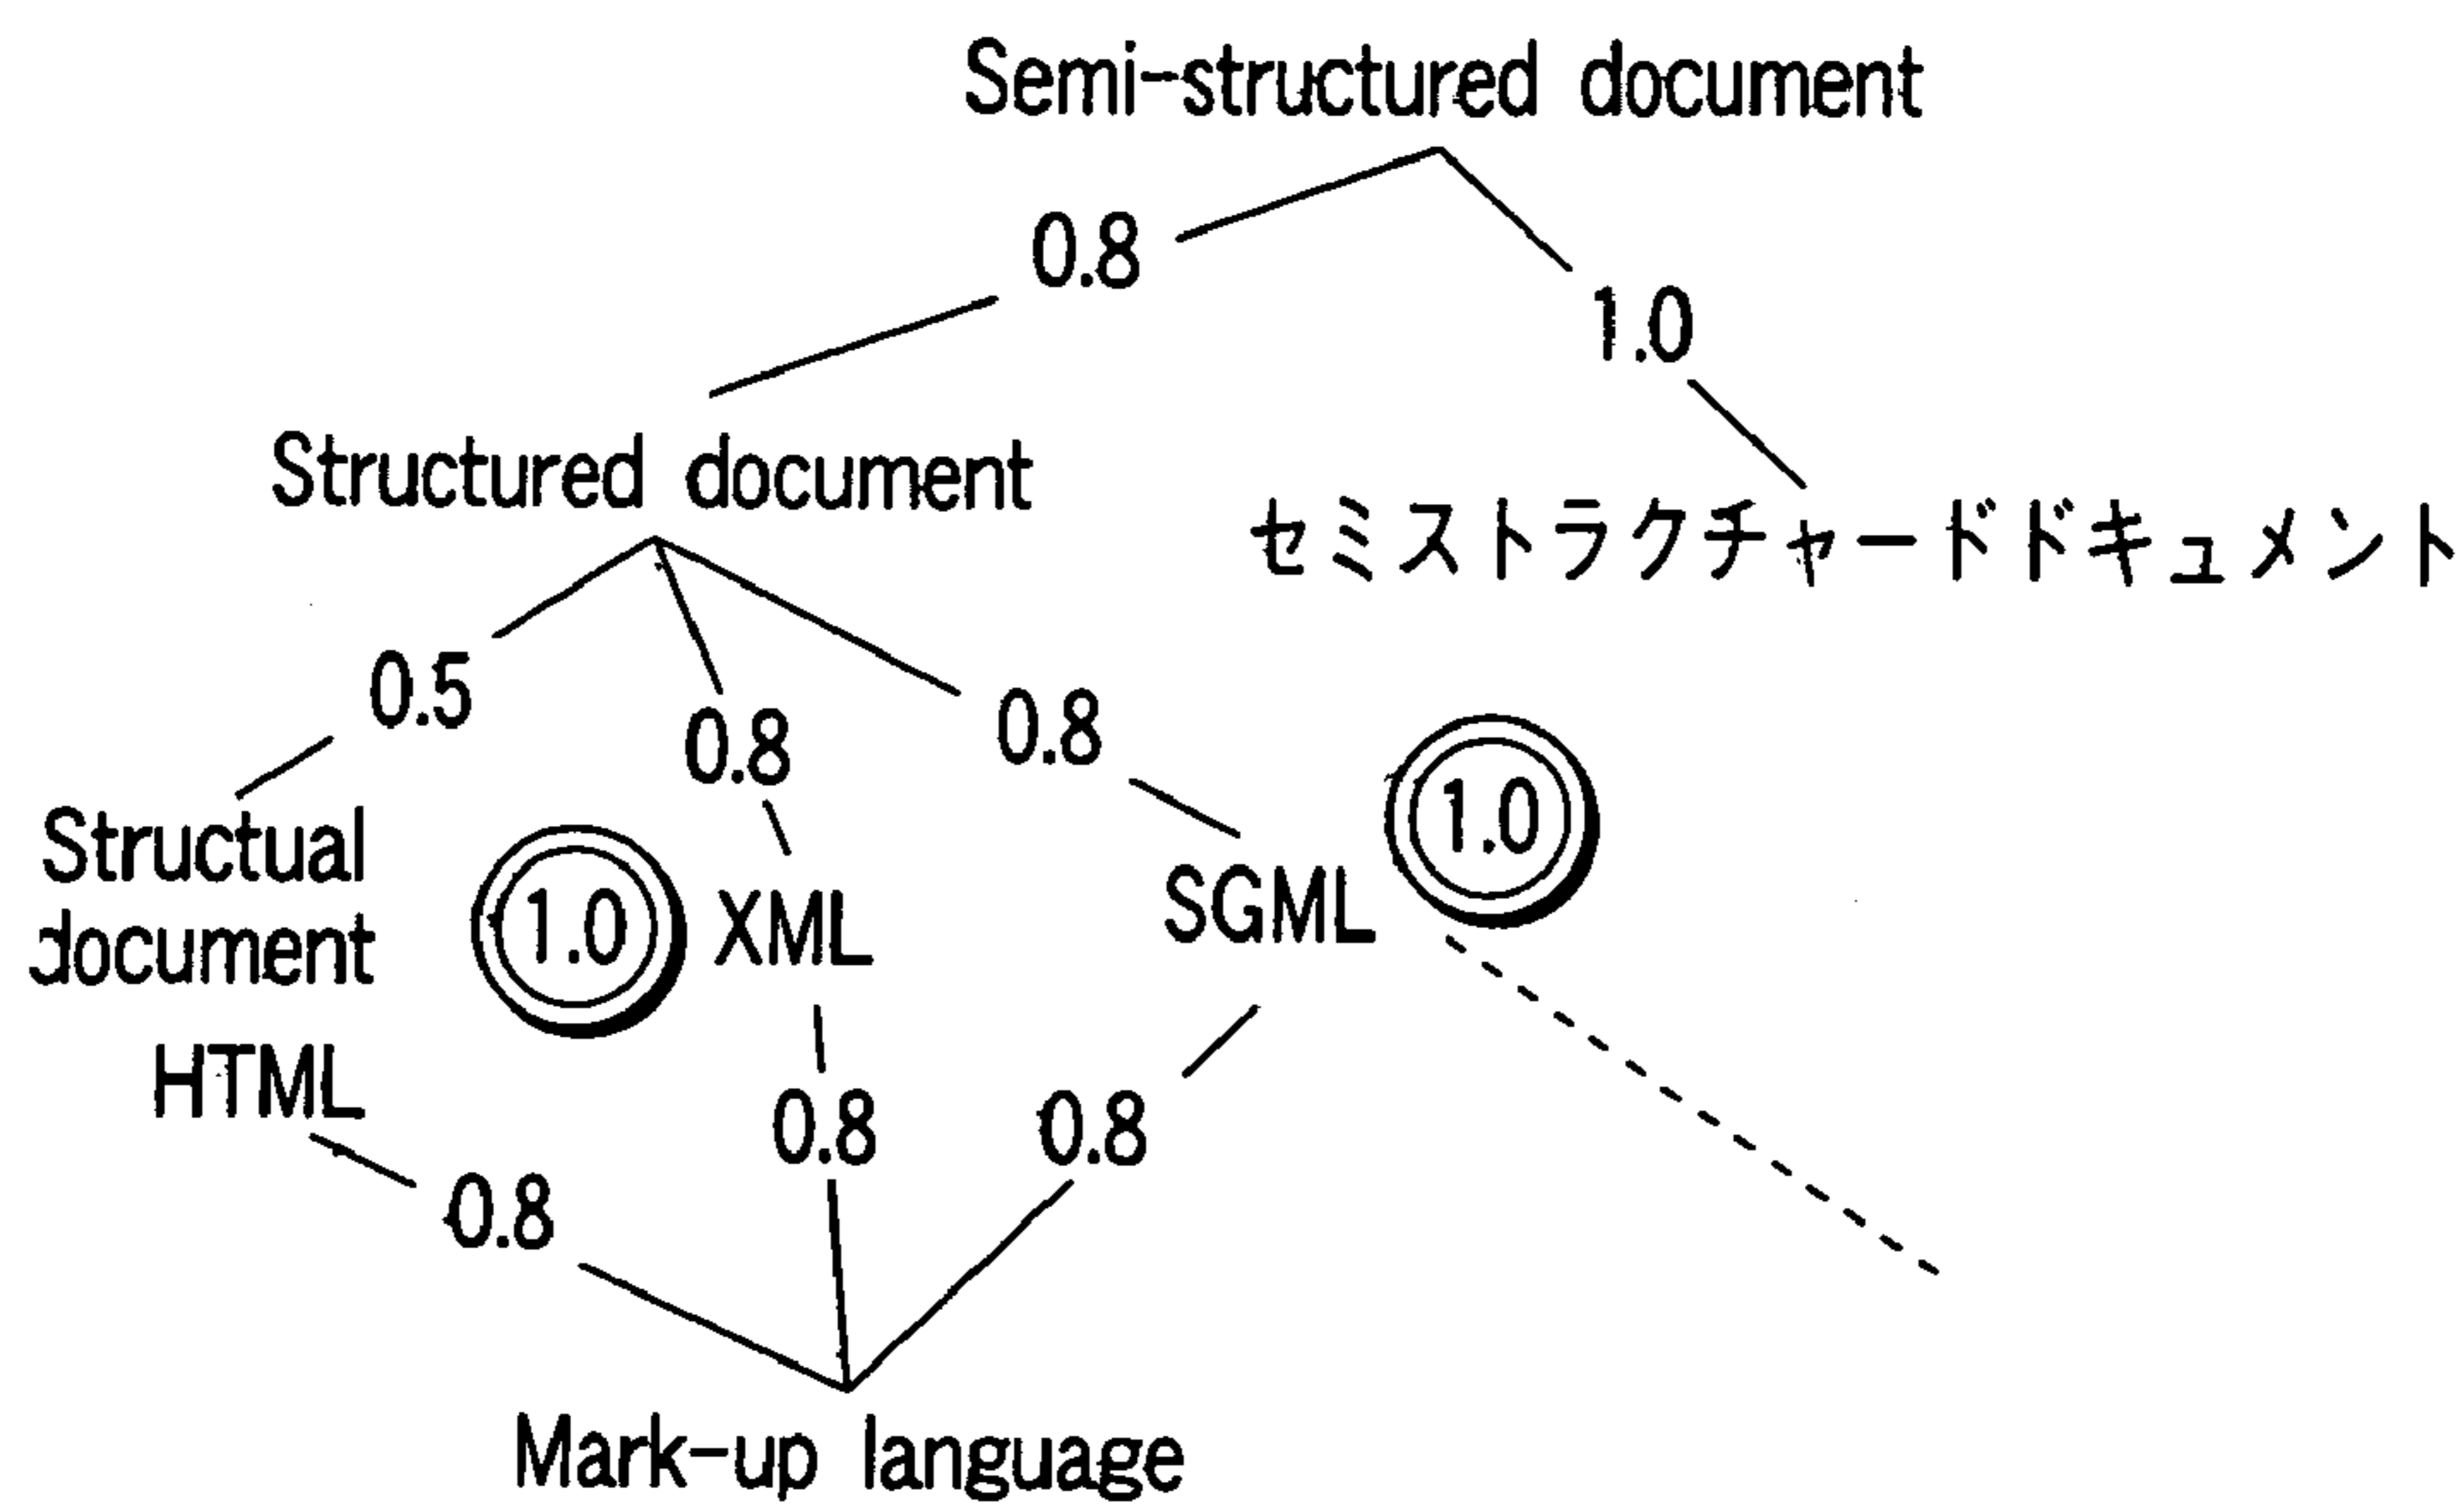 Semi-structured document
0.8
1.0
Structured document
セミストラクチャードドキュメント
0.5
0.8
0.8
1.0
Structual
document
1.0
XML
SGML
HTML
0.8
0.8
0.8
Mark-up language